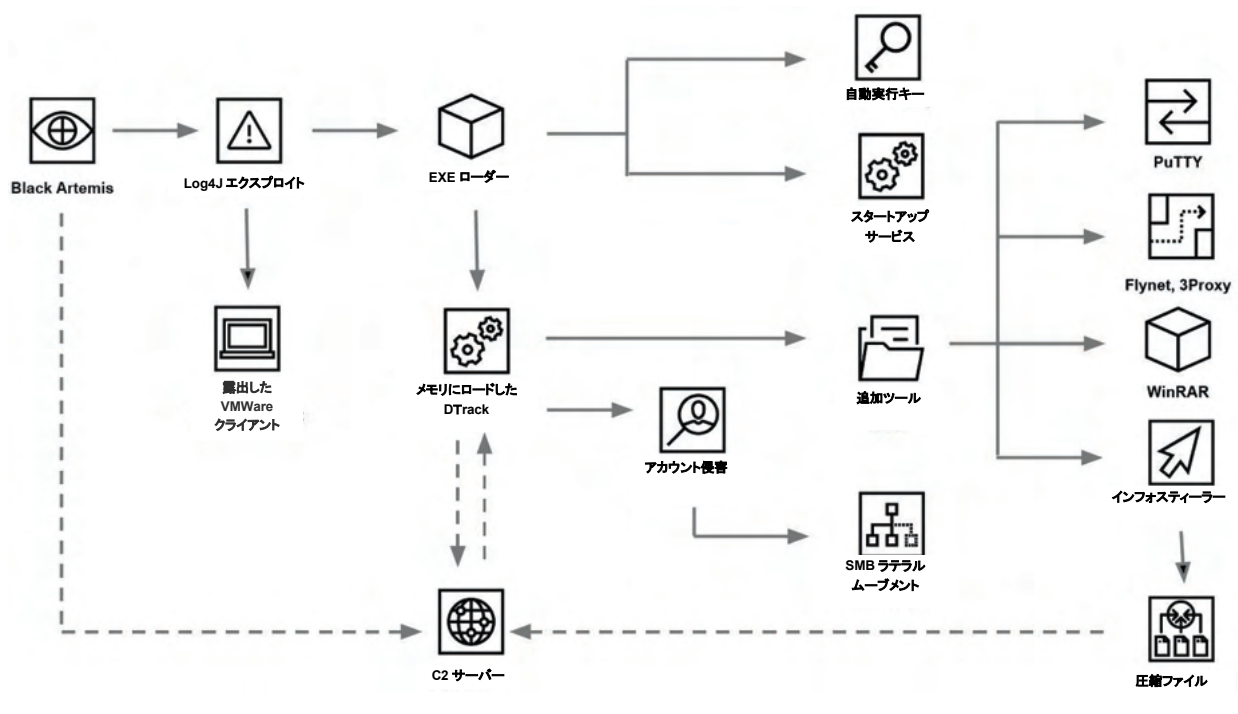 自動実行キー
Black Artemis
Log4J エクスプロイト
EXE ローダー
PuTTY
スタートアップ
サービス
Flynet, 3Proxy
露出した
VMWare
クライアント
メモリにロードした
DTrack
追加ツール
WinRAR
アカウント侵害
インフォスティーラー
SMB ラテラル
ムーブメント
C2 サーバー
圧縮ファイル